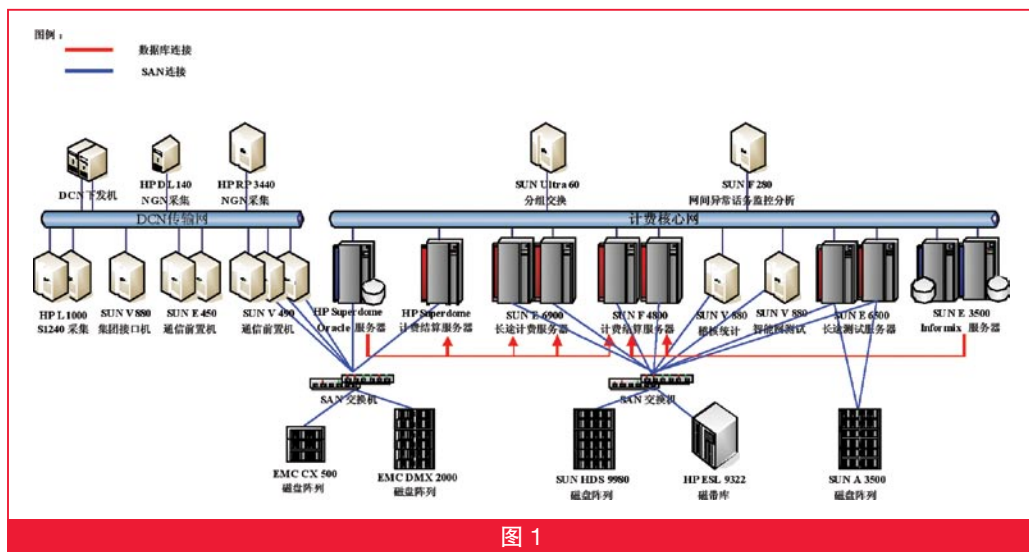 图例：
数据库连接
SAN连接
DCN下发机
HP DL 140
NGN采集
HP RP 3440
NGN采集
SUN Ultra 60
分组交换
SUN F 280
网间异常话务监控分析
DCN传输网
计费核心网
HP L 1000
S1240 采集
SUN V 880
集团接口机
SUN E 450
通信前置机
SUN V 490
通信前置机
HP Superdome
Oracle 服务器
HP Superdome
计费结算服务器
SUN E 6900
长途计费服务器
SUN F 4800
计费结算服务器
SUN V 880
稽核统计
SUN V 880
智能网测试
SUN E 6500
长途测试服务器
SUN E 3500
Informix 服务器
SAN 交换机
SAN 交换机
EMC CX 500
磁盘阵列
EMC DMX 2000
磁盘阵列
SUN HDS 9980
磁盘阵列
HP ESL 9322
磁带库
SUN A 3500
磁盘阵列
图 1